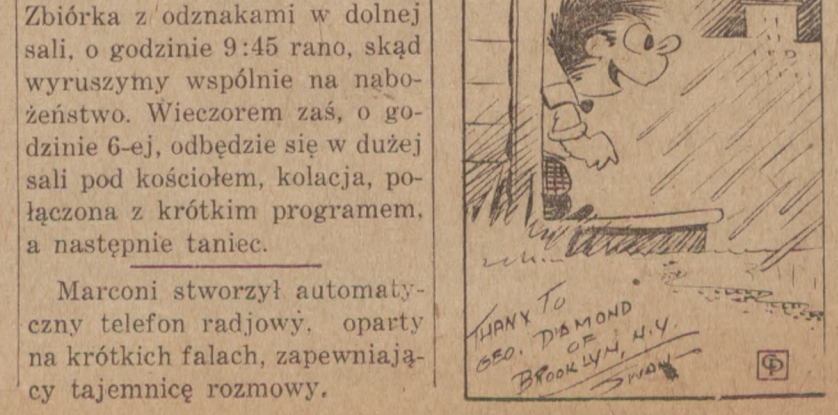 Zbiórka z odznakami w dolnej
sali, o godzinie 9:45 rano, skąd
wyruszymy wspólnie na nabo-
żeństwo. Wieczorem zaś, o go-
dzinie 6-ej, odbędzie się w dużej
sali pod kościołem, kolacja, po-
łączona z krótkim programem,
a następnie taniec.
Marconi stworzył automaty-
czny telefon radjowy, oparty
na krótkich falach, zapewniają-
cy tajemnicę rozmowy.
THANX TO
GEO. DIAMOND
OF
BROOKLYN, N.Y.
SWAN